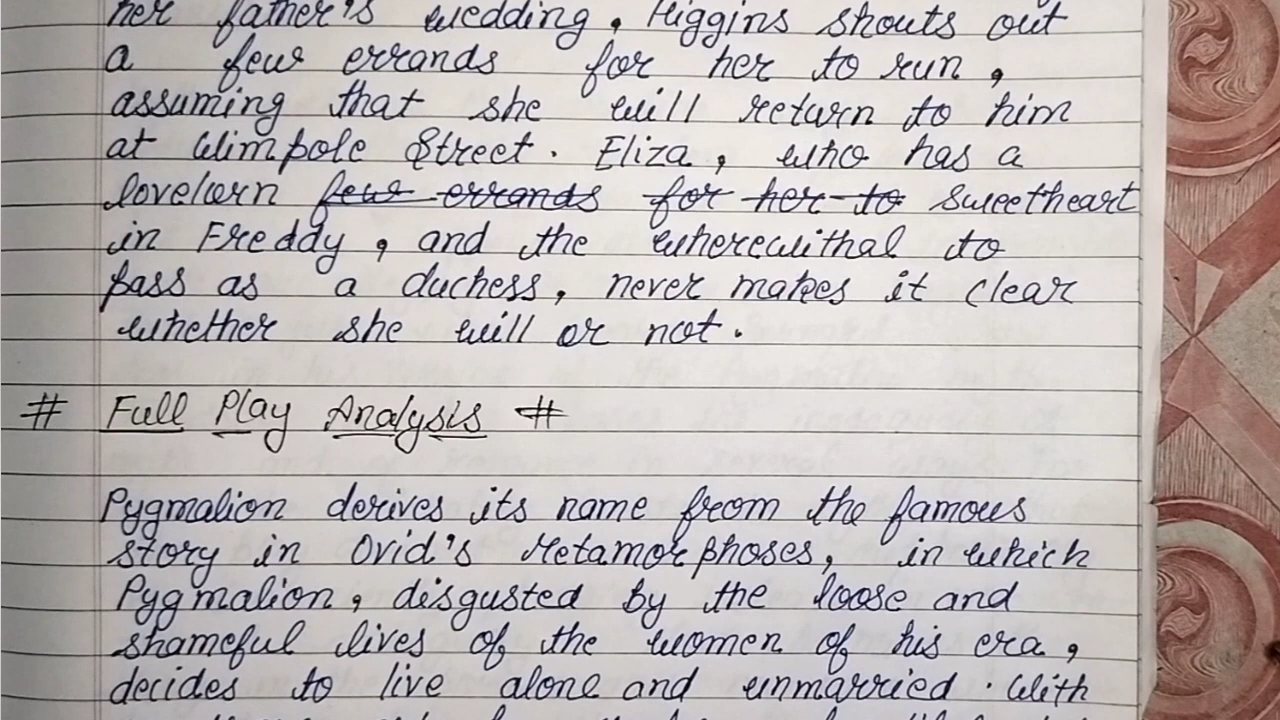 her father's wedding, Higgins shouts out
a few errands for her to run,
assuming that she will return to him
at Wimpole Street. Eliza, who has a
lovelorn few errands for her to sweetheart
in Freddy, and the wherewithal to
pass as a duchess, never makes it clear
whether she will or not.
# Full Play Analysis #
Pygmalion derives its name from the famous
story in Ovid's Metamorphoses, in which
Pygmalion, disgusted by the loose and
shameful lives of the women of his era,
decides to live alone and unmarried. With